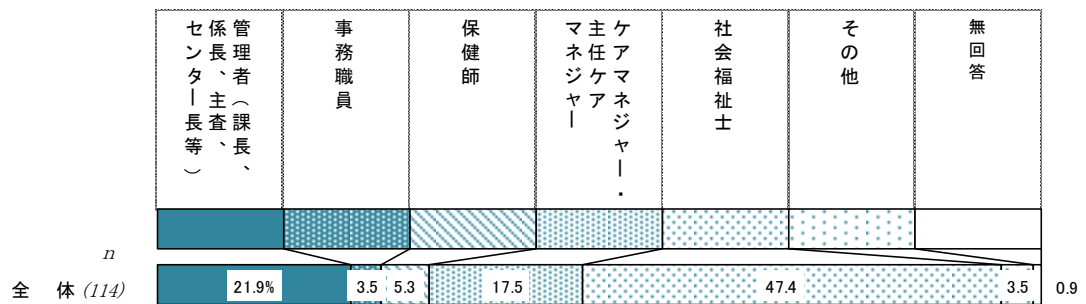 管理者（課長、
係長、主査、
センター長等）
事務職員
保健師
ケアマネジャー・
主任ケア
マネジャー
社会福祉士
その他
無回答
n
全　体 (114)
21.9%
3.5
5.3
17.5
47.4
3.5
0.9